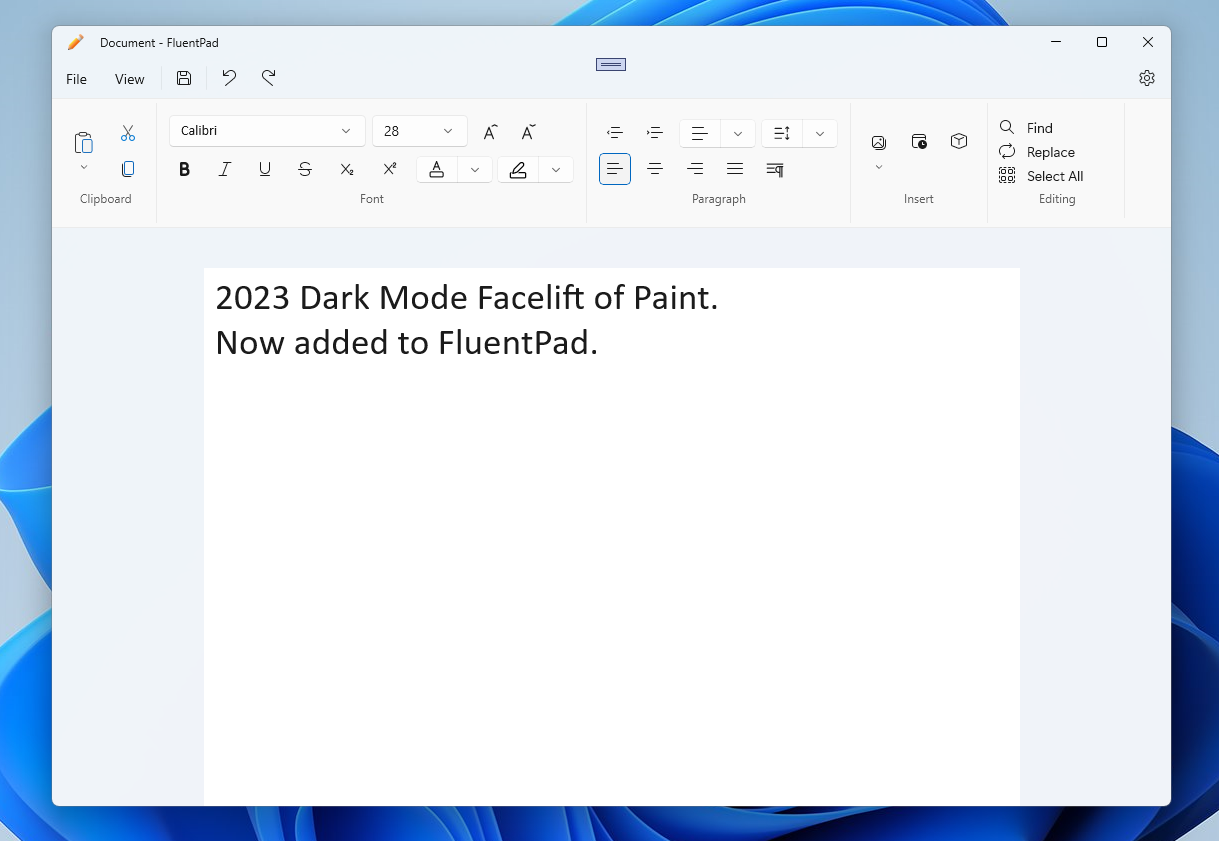 Document - FluentPad
File View
Calibri 28
Find
Replace
Select All
Clipboard Font Paragraph Insert Editing
2023 Dark Mode Facelift of Paint.
Now added to FluentPad.